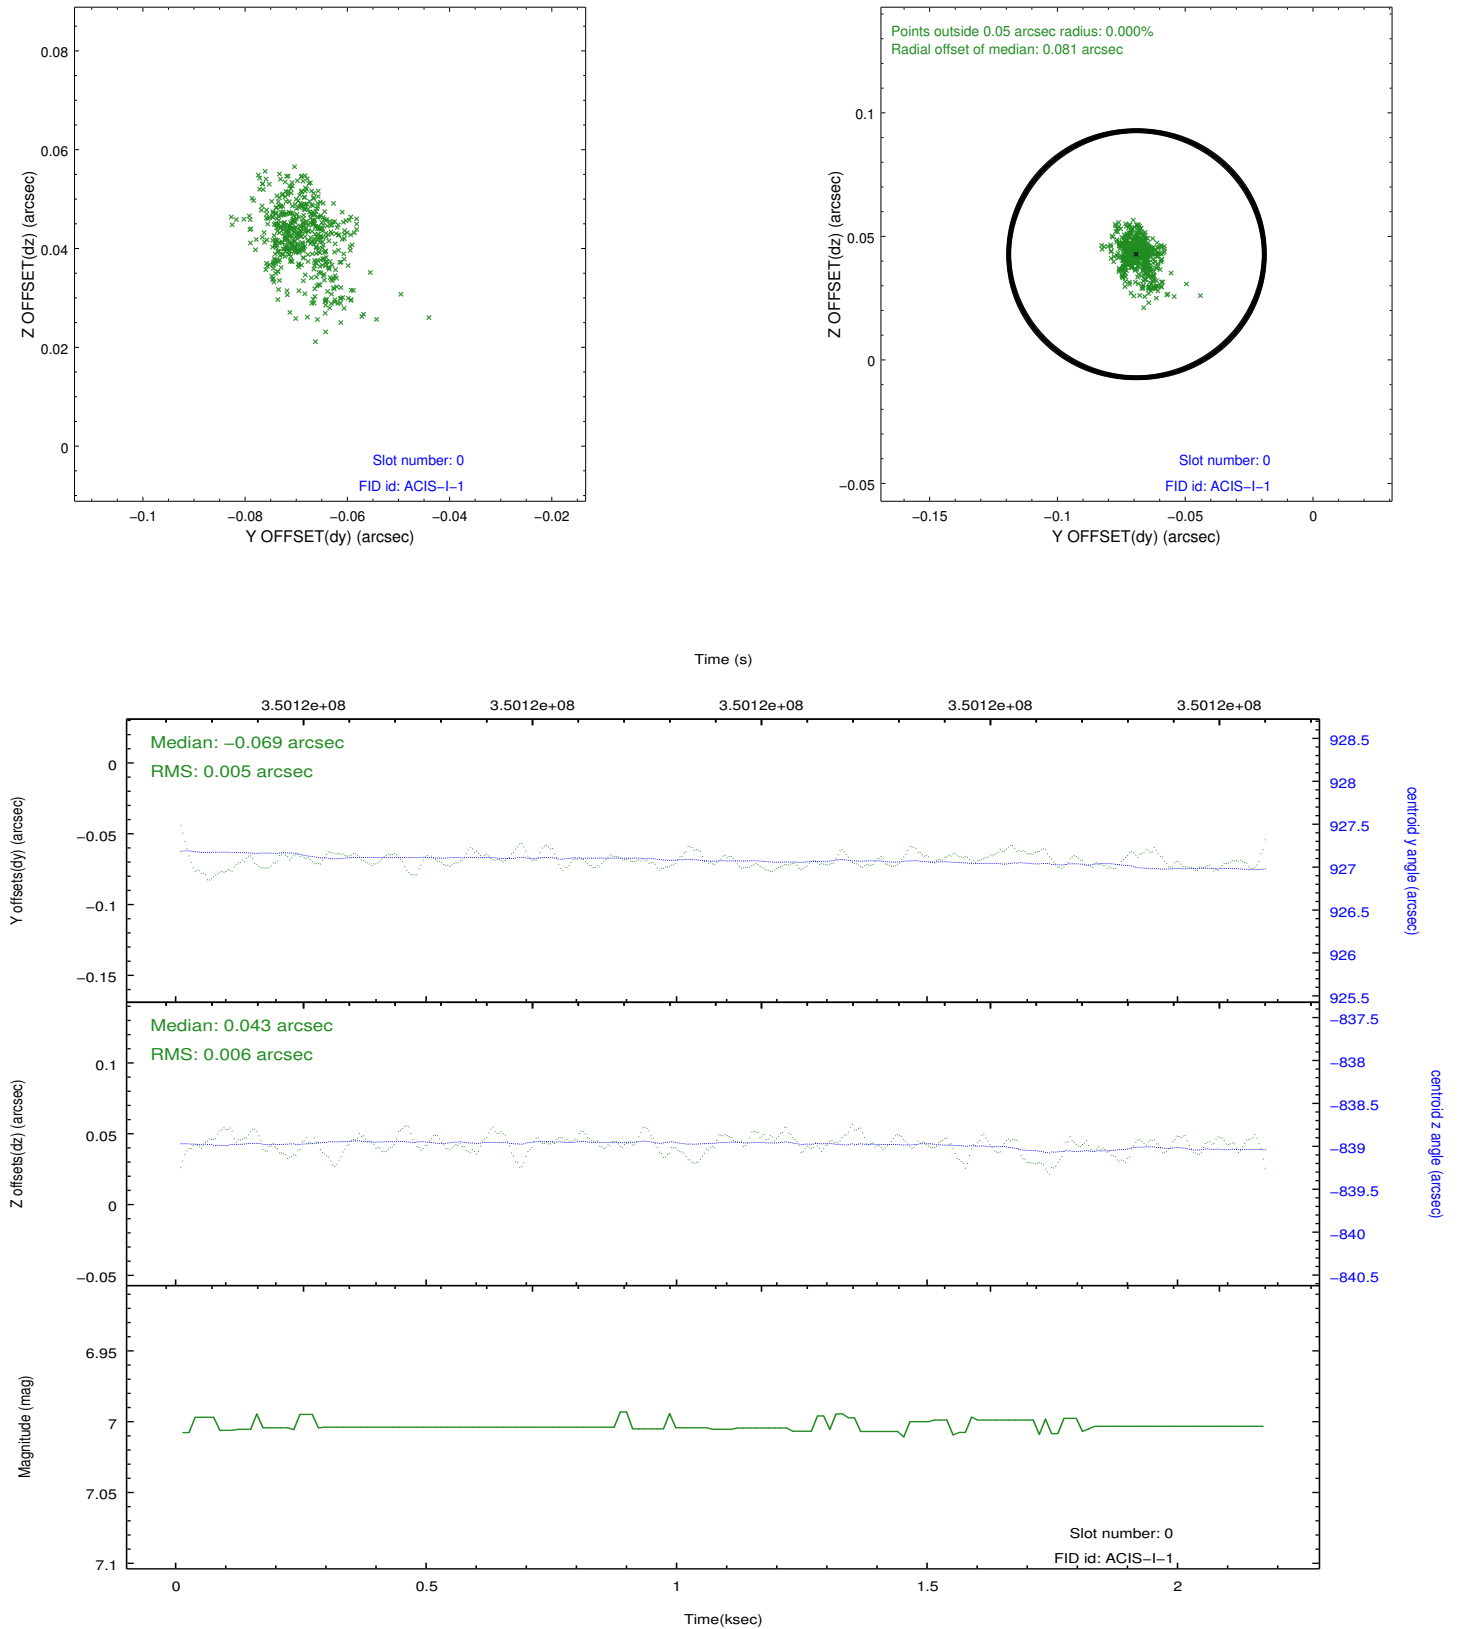 0.08
0.06
0.04
0.02
0
Z OFFSET(dz) (arcsec)
Slot number: 0
FID id: ACIS−I−1
−0.1
−0.08
−0.06
−0.04
−0.02
Y OFFSET(dy) (arcsec)
Points outside 0.05 arcsec radius: 0.000%
Radial offset of median: 0.081 arcsec
0.1
0.05
0
−0.05
Z OFFSET(dz) (arcsec)
Slot number: 0
FID id: ACIS−I−1
−0.15
−0.1
−0.05
0
Y OFFSET(dy) (arcsec)
Time (s)
3.5012e+08
3.5012e+08
3.5012e+08
3.5012e+08
3.5012e+08
Median: −0.069 arcsec
RMS: 0.005 arcsec
0
−0.05
−0.1
−0.15
Y offsets(dy) (arcsec)
928.5
928
927.5
927
926.5
926
925.5
centroid y angle (arcsec)
Median: 0.043 arcsec
RMS: 0.006 arcsec
0.1
0.05
0
−0.05
Z offsets(dz) (arcsec)
−837.5
−838
−838.5
−839
−839.5
−840
−840.5
centroid z angle (arcsec)
6.95
7
7.05
7.1
Magnitude (mag)
Slot number: 0
FID id: ACIS−I−1
0
0.5
1
1.5
2
Time(ksec)